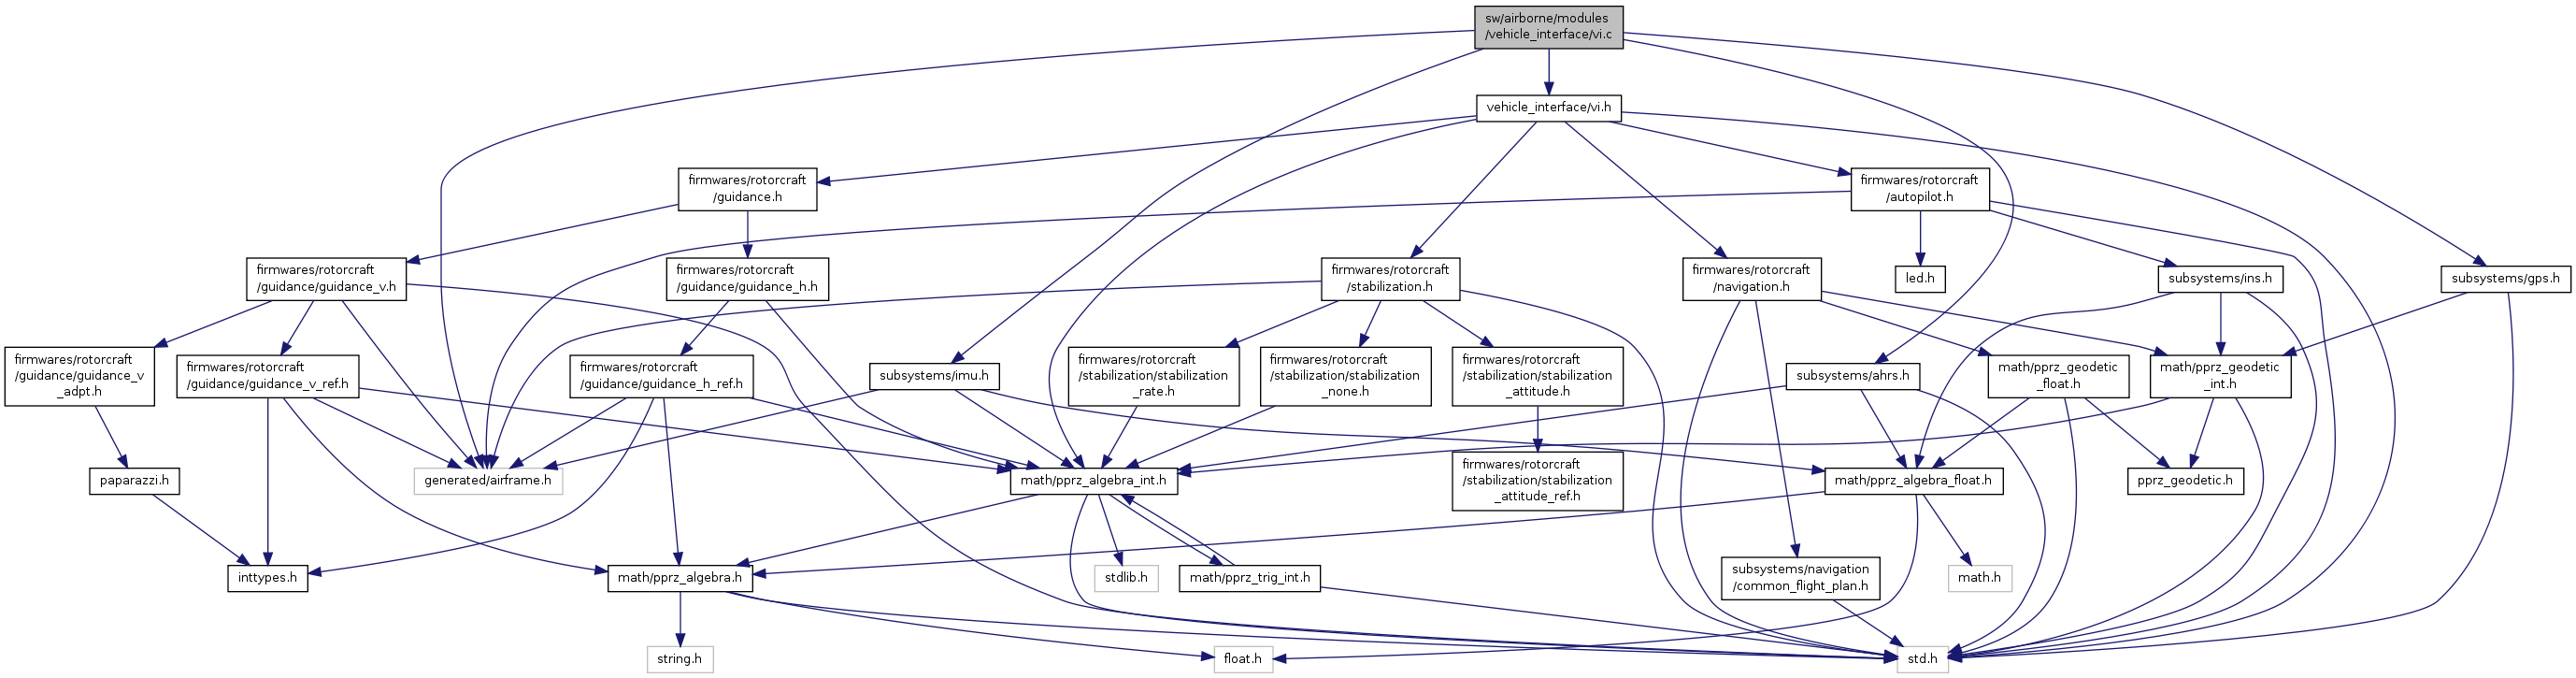 sw/airborne/modules
/vehicle_interface/vi.c
vehicle_interface/vi.h
firmwares/rotorcraft
/guidance.h
firmwares/rotorcraft
/autopilot.h
firmwares/rotorcraft
/guidance/guidance_v.h
firmwares/rotorcraft
/guidance/guidance_h.h
firmwares/rotorcraft
/stabilization.h
firmwares/rotorcraft
/navigation.h
led.h
subsystems/ins.h
subsystems/gps.h
firmwares/rotorcraft
/guidance/guidance_v
_adpt.h
firmwares/rotorcraft
/guidance/guidance_v_ref.h
firmwares/rotorcraft
/guidance/guidance_h_ref.h
subsystems/imu.h
firmwares/rotorcraft
/stabilization/stabilization
_rate.h
firmwares/rotorcraft
/stabilization/stabilization
_none.h
firmwares/rotorcraft
/stabilization/stabilization
_attitude.h
subsystems/ahrs.h
math/pprz_geodetic
_float.h
math/pprz_geodetic
_int.h
paparazzi.h
generated/airframe.h
math/pprz_algebra_int.h
firmwares/rotorcraft
/stabilization/stabilization
_attitude_ref.h
math/pprz_algebra_float.h
pprz_geodetic.h
inttypes.h
math/pprz_algebra.h
stdlib.h
math/pprz_trig_int.h
subsystems/navigation
/common_flight_plan.h
math.h
string.h
float.h
std.h